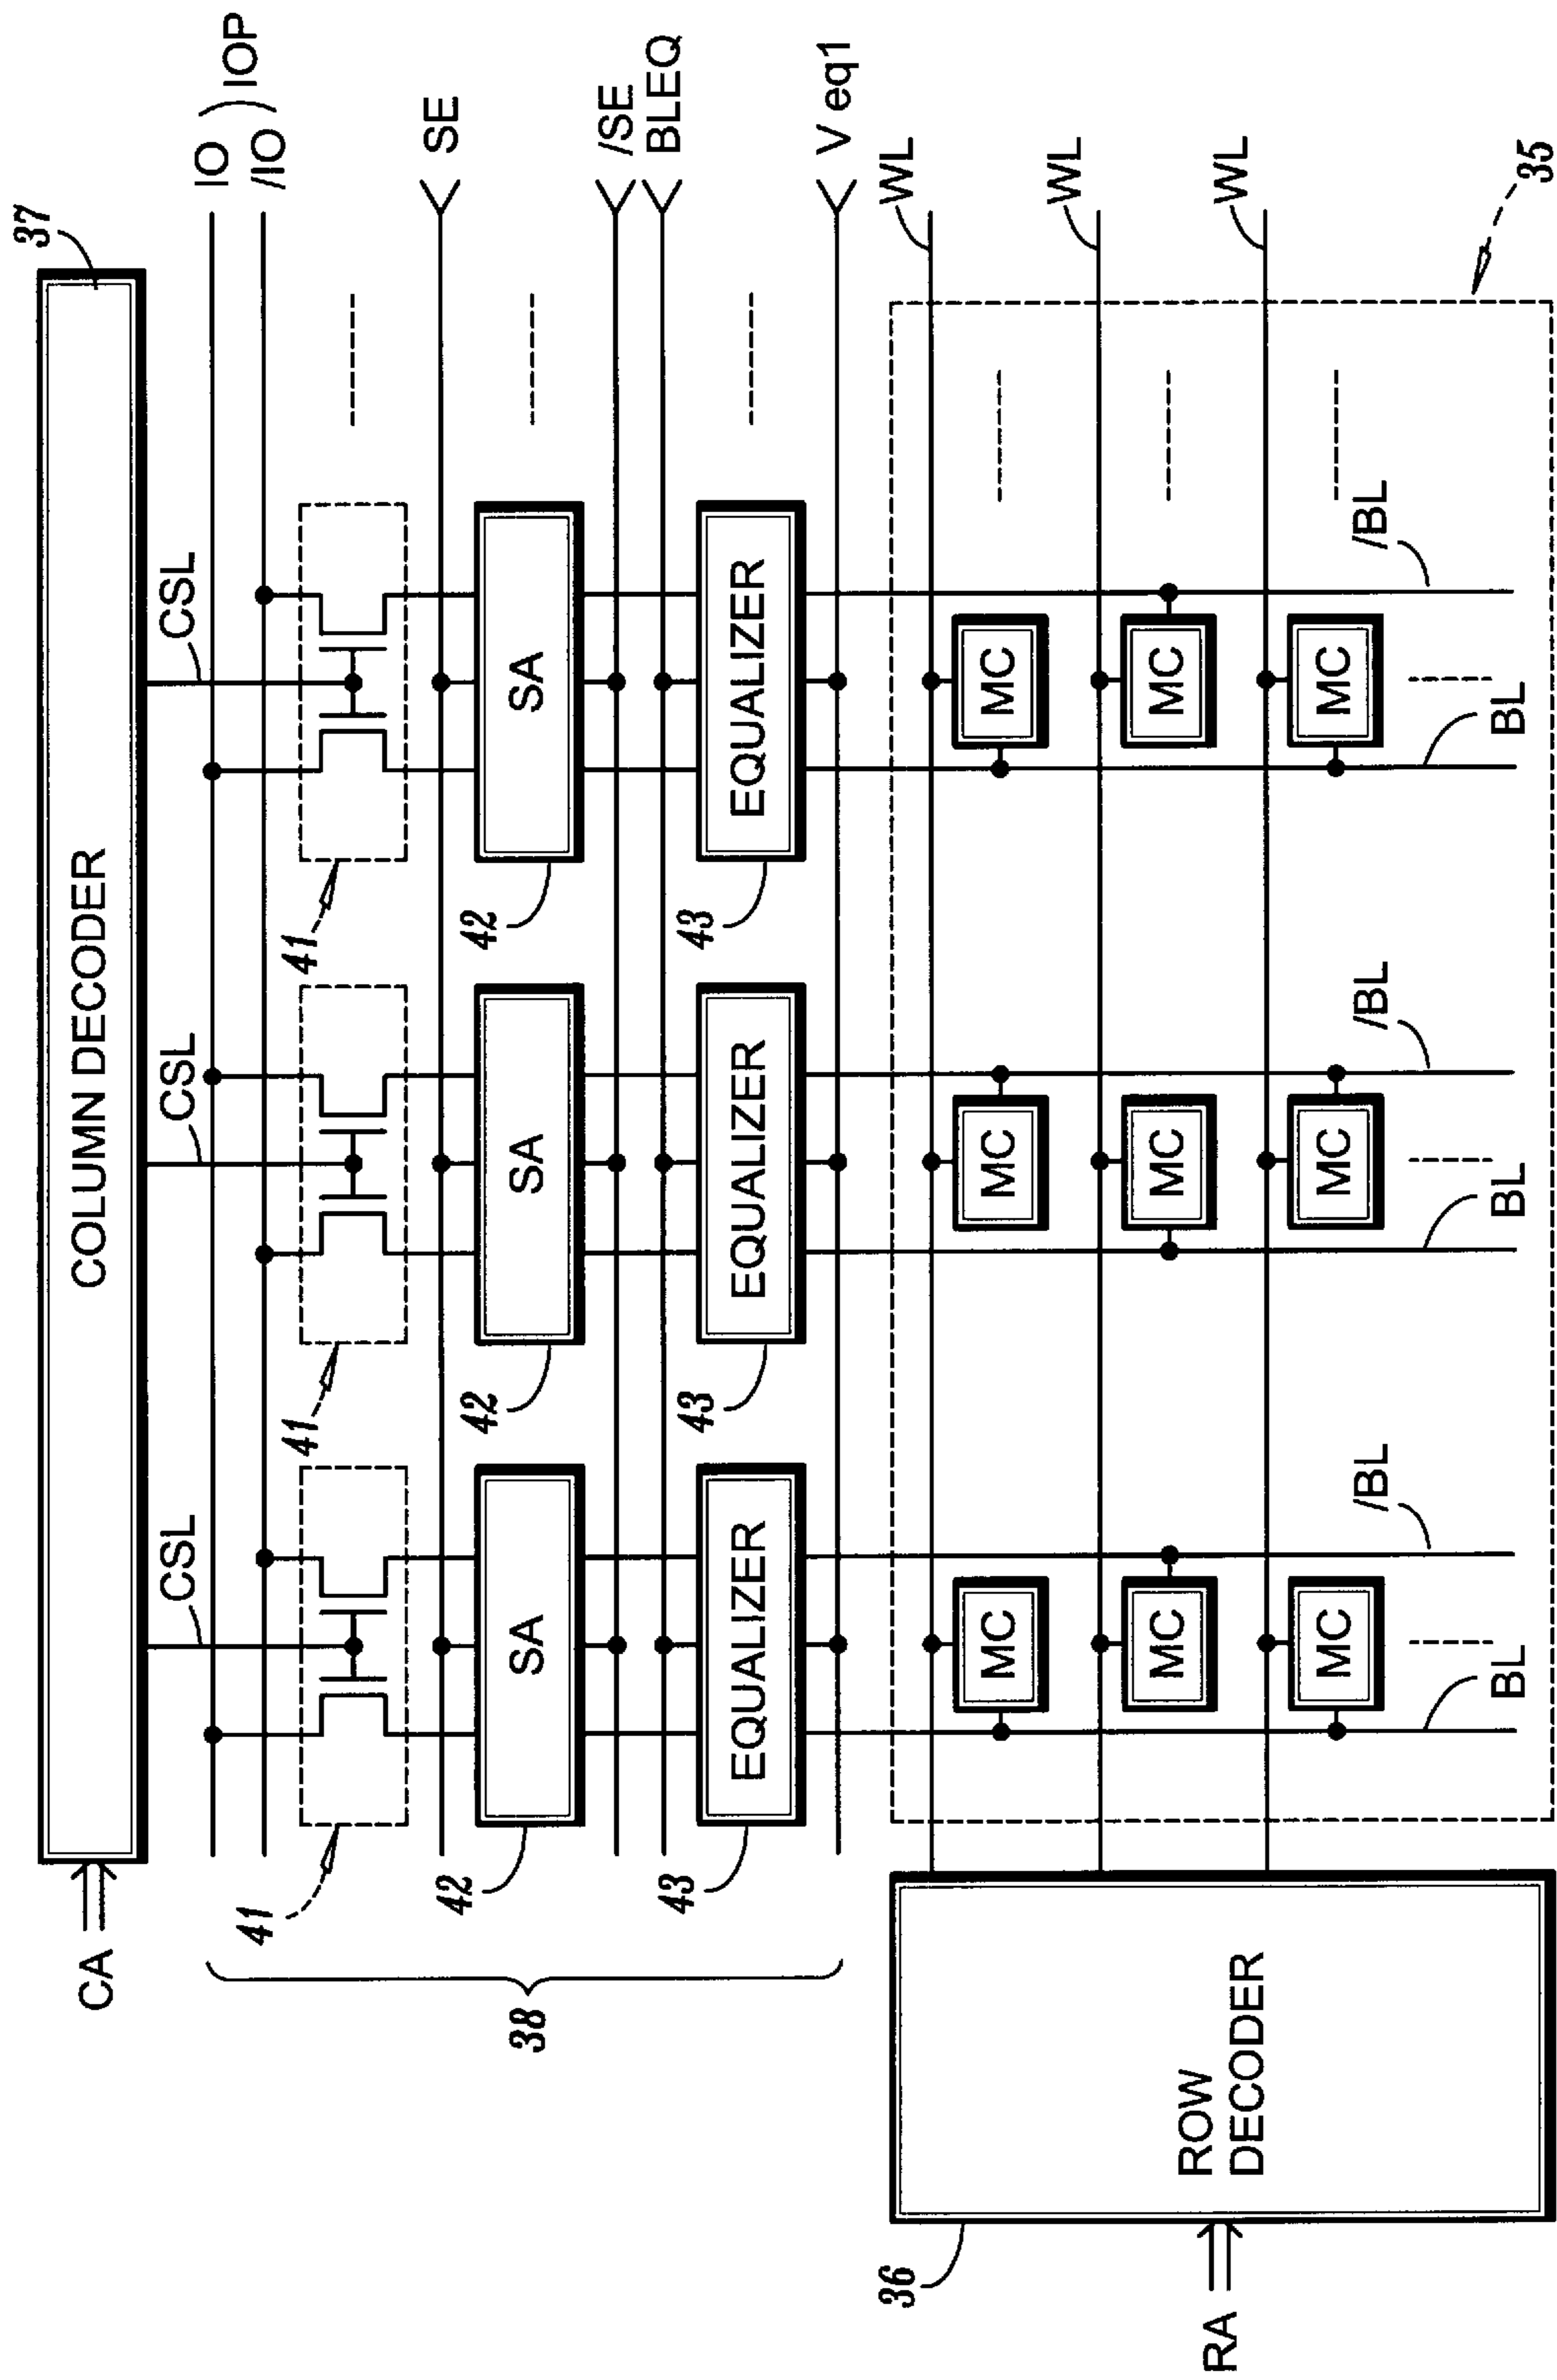 37
COLUMN DECODER
CA
CSL
CSL
CSL
IO
/IO
IOP
41
41
41
SE
SA
SA
SA
42
42
42
/SE
BLEQ
EQUALIZER
EQUALIZER
EQUALIZER
43
43
43
38
V eq1
WL
MC
MC
MC
WL
MC
MC
MC
WL
MC
MC
MC
/BL
/BL
/BL
BL
BL
BL
35
36
ROW
DECODER
RA